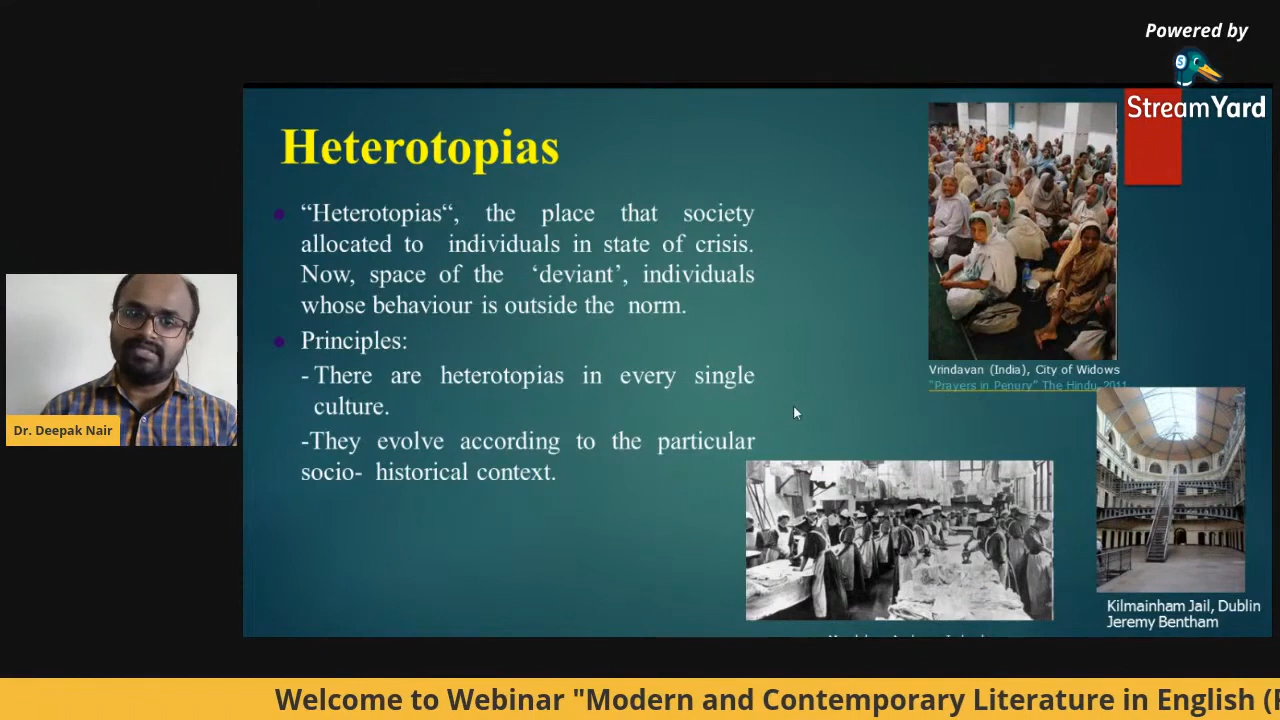 Powered by
StreamYard
Heterotopias
“Heterotopias“, the place that society
allocated to individuals in state of crisis.
Now, space of the ‘deviant’, individuals
whose behaviour is outside the norm.
Principles:
- There are heterotopias in every single
culture.
-They evolve according to the particular
socio- historical context.
Vrindavan (India), City of Widows
“Prayers in Penury” The Hindu, 2011
Kilmainham Jail, Dublin
Jeremy Bentham
Dr. Deepak Nair
Welcome to Webinar "Modern and Contemporary Literature in English (